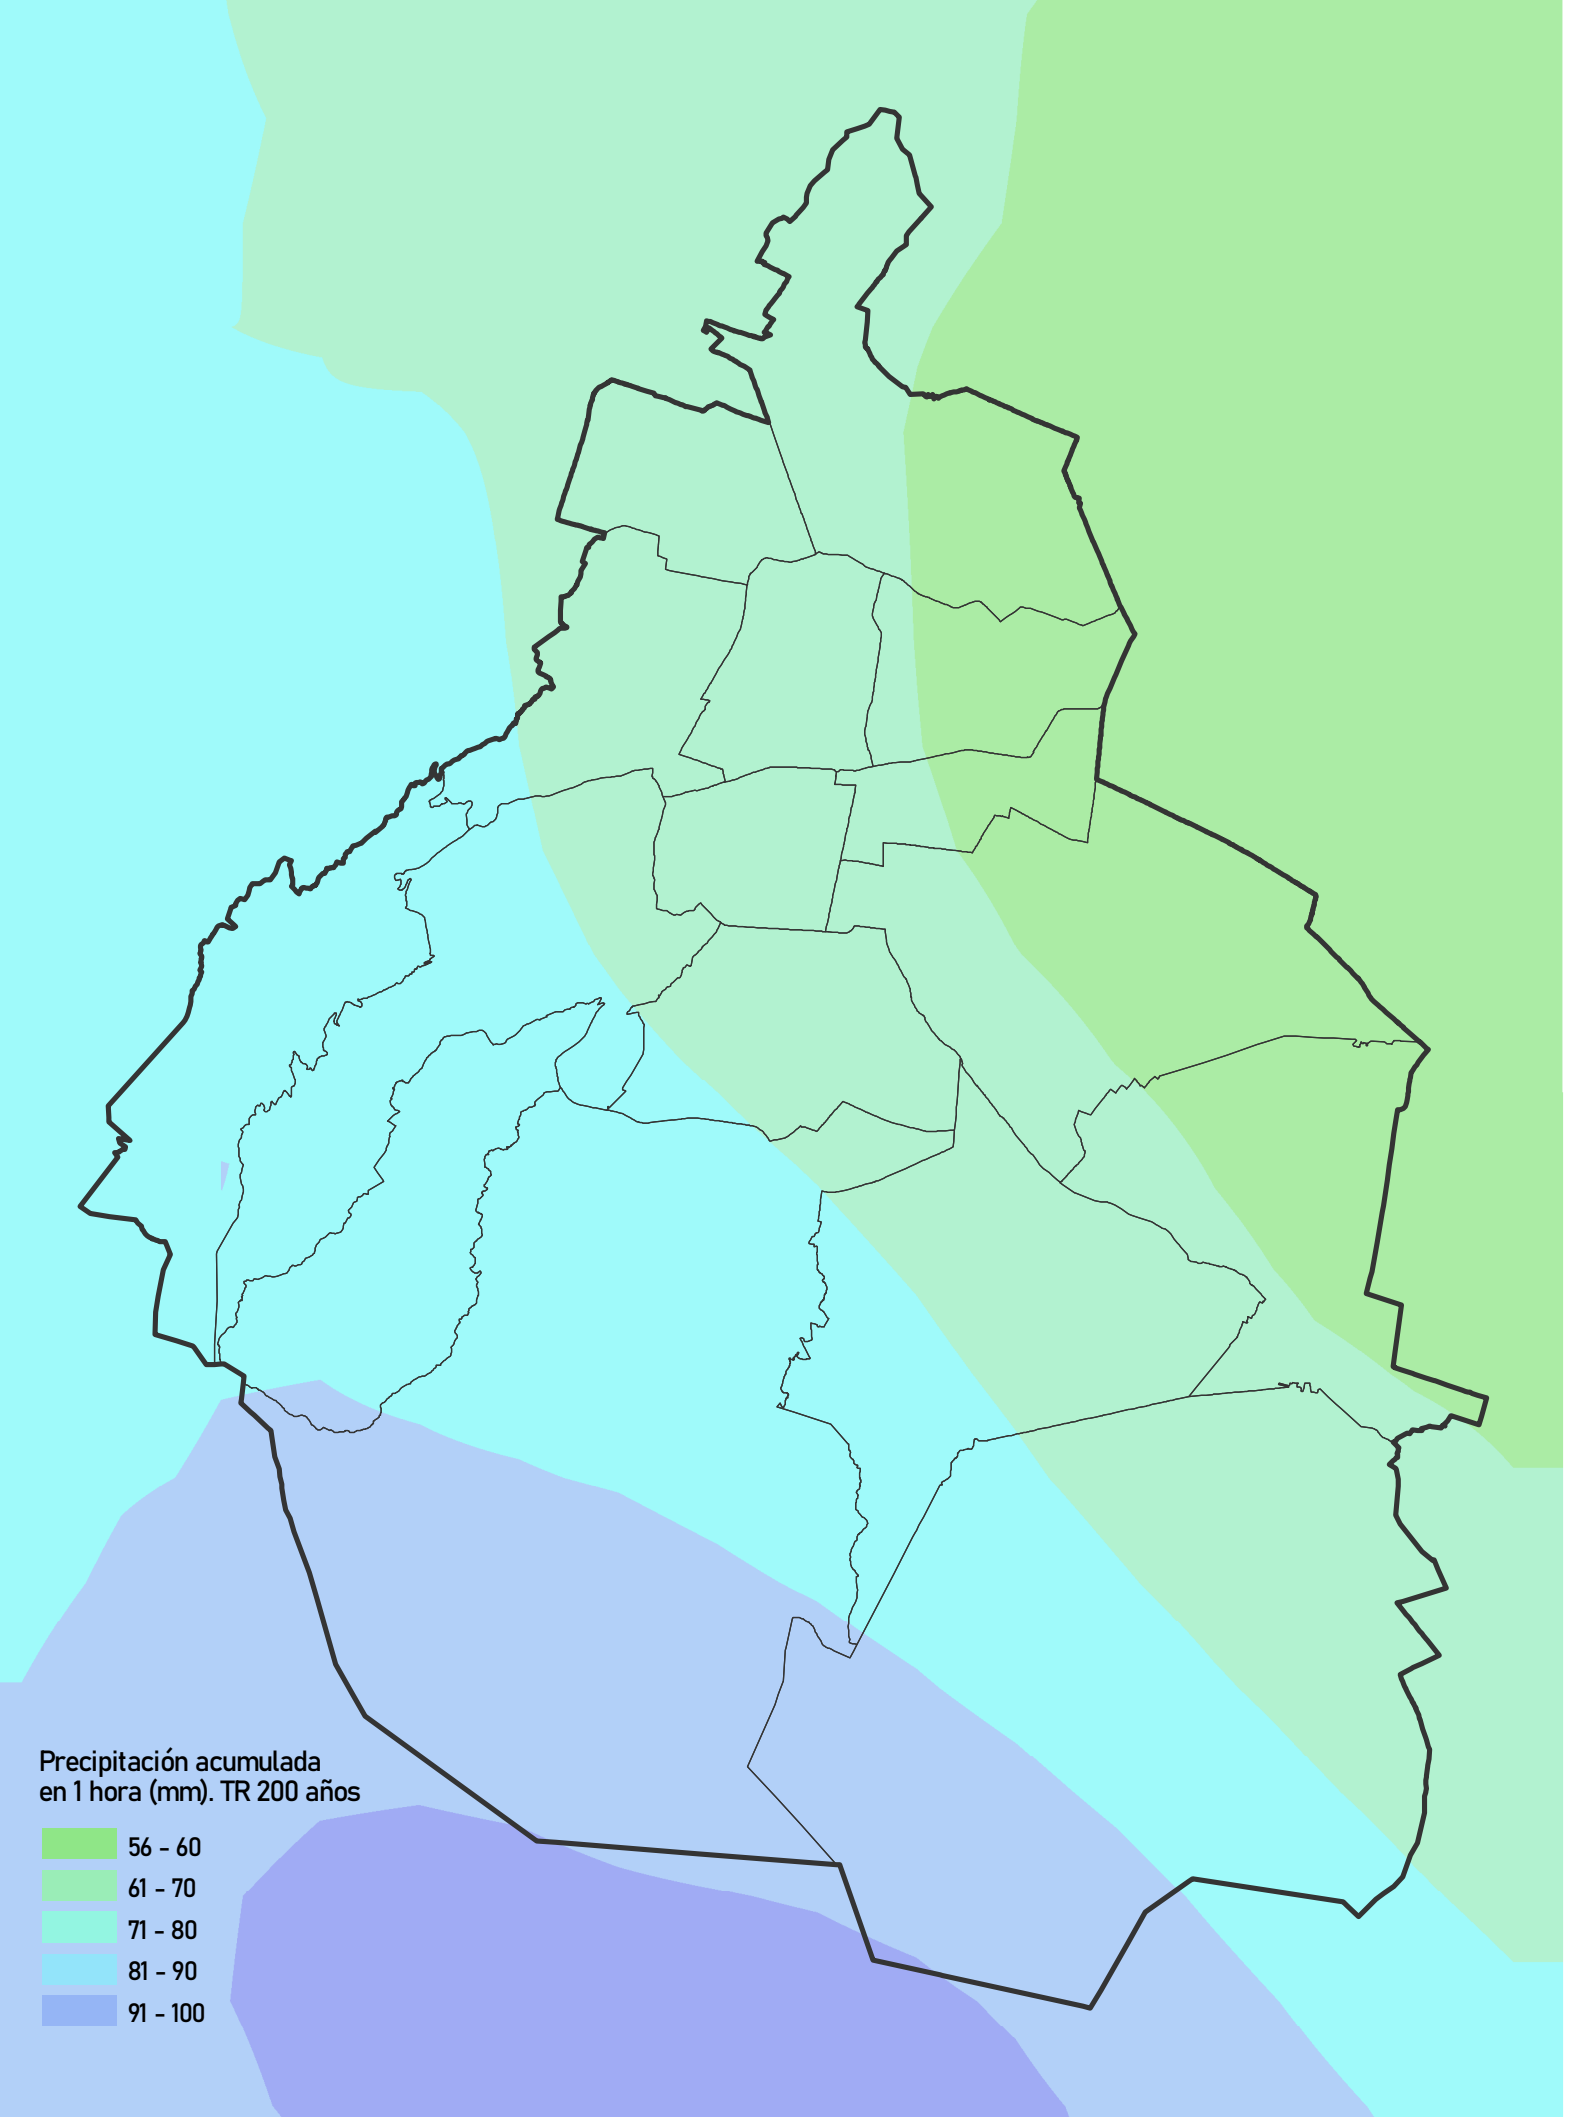 Precipitación acumulada
en 1 hora (mm). TR 200 años
56 - 60
61 - 70
71 - 80
81 - 90
91 - 100